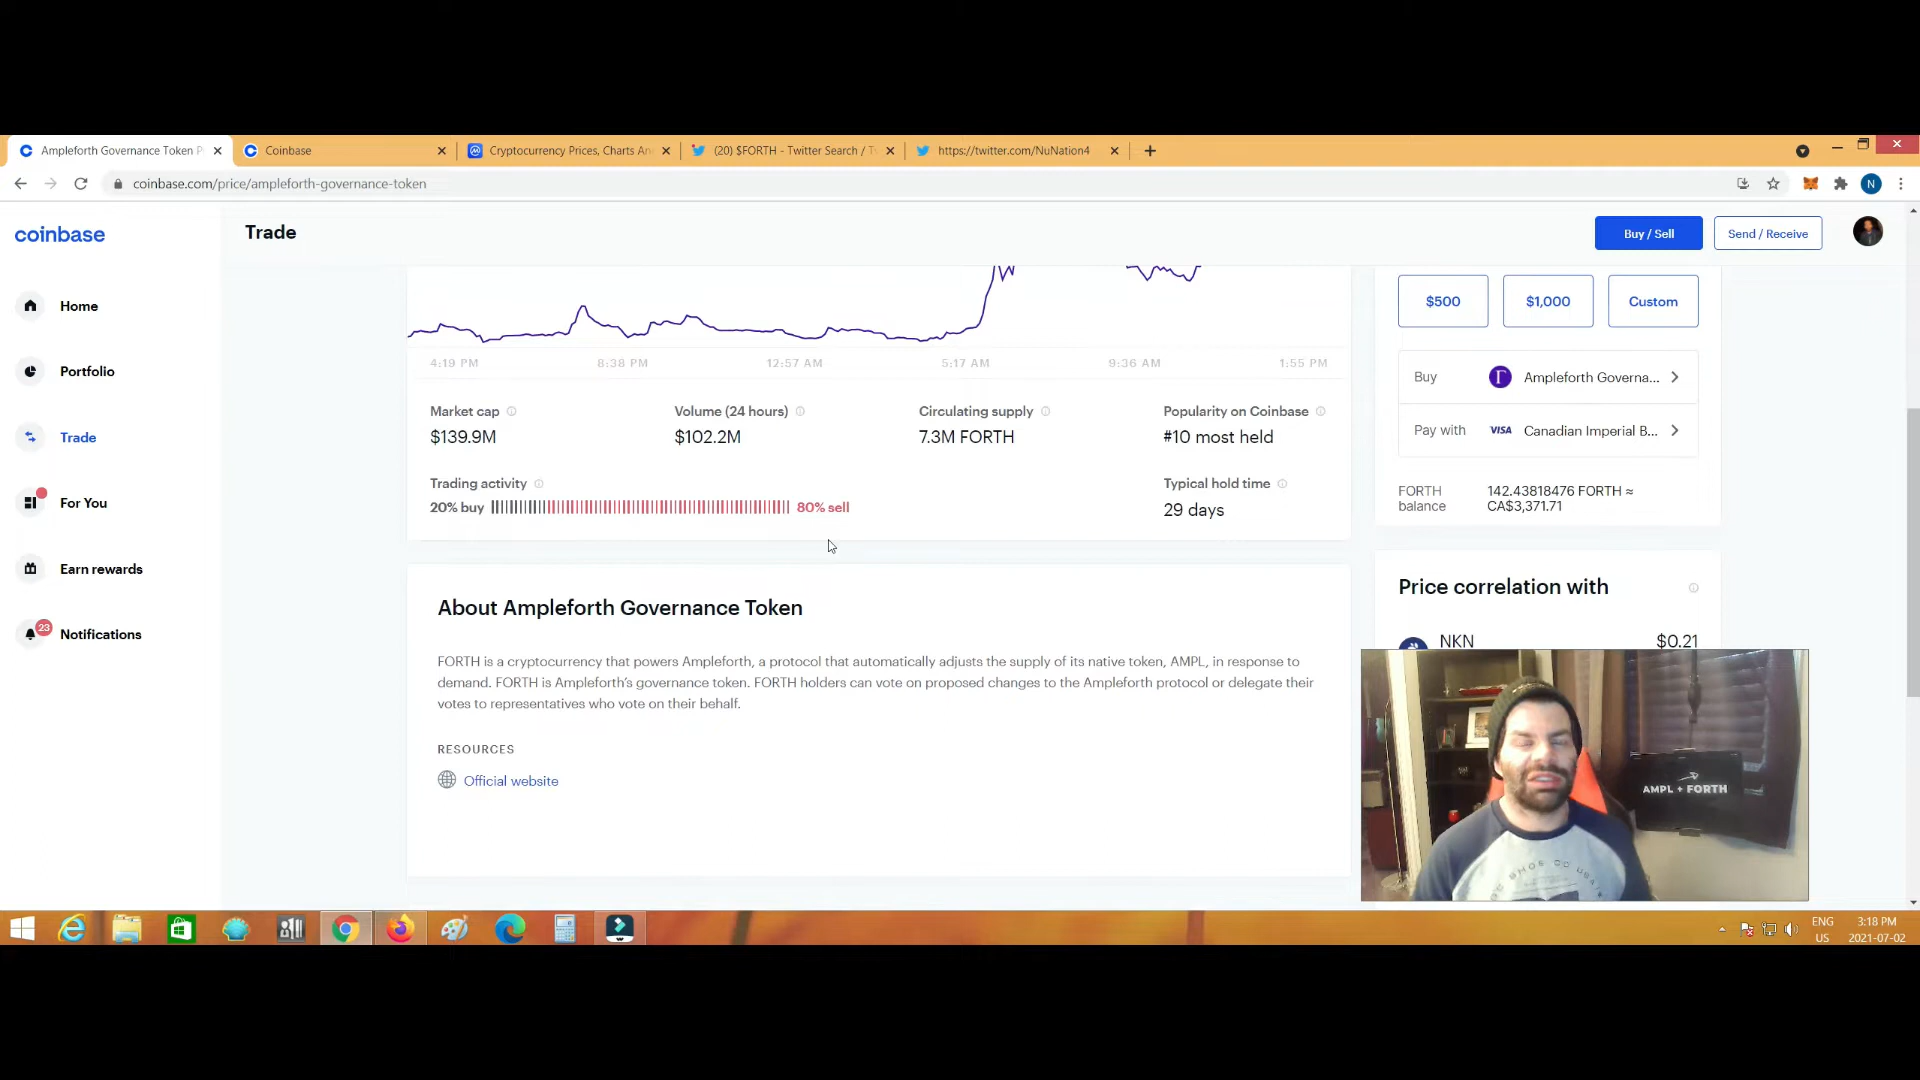 Ampleforth Governance Token P
Coinbase
Cryptocurrency Prices, Charts An
(20) $FORTH - Twitter Search / T
https://twitter.com/NuNation4
coinbase.com/price/ampleforth-governance-token
N
coinbase
Trade
Buy / Sell
Send / Receive
Home
Portfolio
Trade
For You
Earn rewards
23
Notifications
4:19 PM 8:38 PM 12:57 AM 5:17 AM 9:36 AM 1:55 PM
Market cap Volume (24 hours) Circulating supply Popularity on Coinbase
$139.9M $102.2M 7.3M FORTH #10 most held
Trading activity Typical hold time
20% buy 80% sell 29 days
About Ampleforth Governance Token
FORTH is a cryptocurrency that powers Ampleforth, a protocol that automatically adjusts the supply of its native token, AMPL, in response to
demand. FORTH is Ampleforth's governance token. FORTH holders can vote on proposed changes to the Ampleforth protocol or delegate their
votes to representatives who vote on their behalf.
RESOURCES
Official website
$500 $1,000 Custom
Buy Ampleforth Governa...
Pay with VISA Canadian Imperial B...
FORTH balance
142.43818476 FORTH ≈
CA$3,371.71
Price correlation with
NKN $0.21
AMPL + FORTH
ENG
US
3:18 PM
2021-07-02